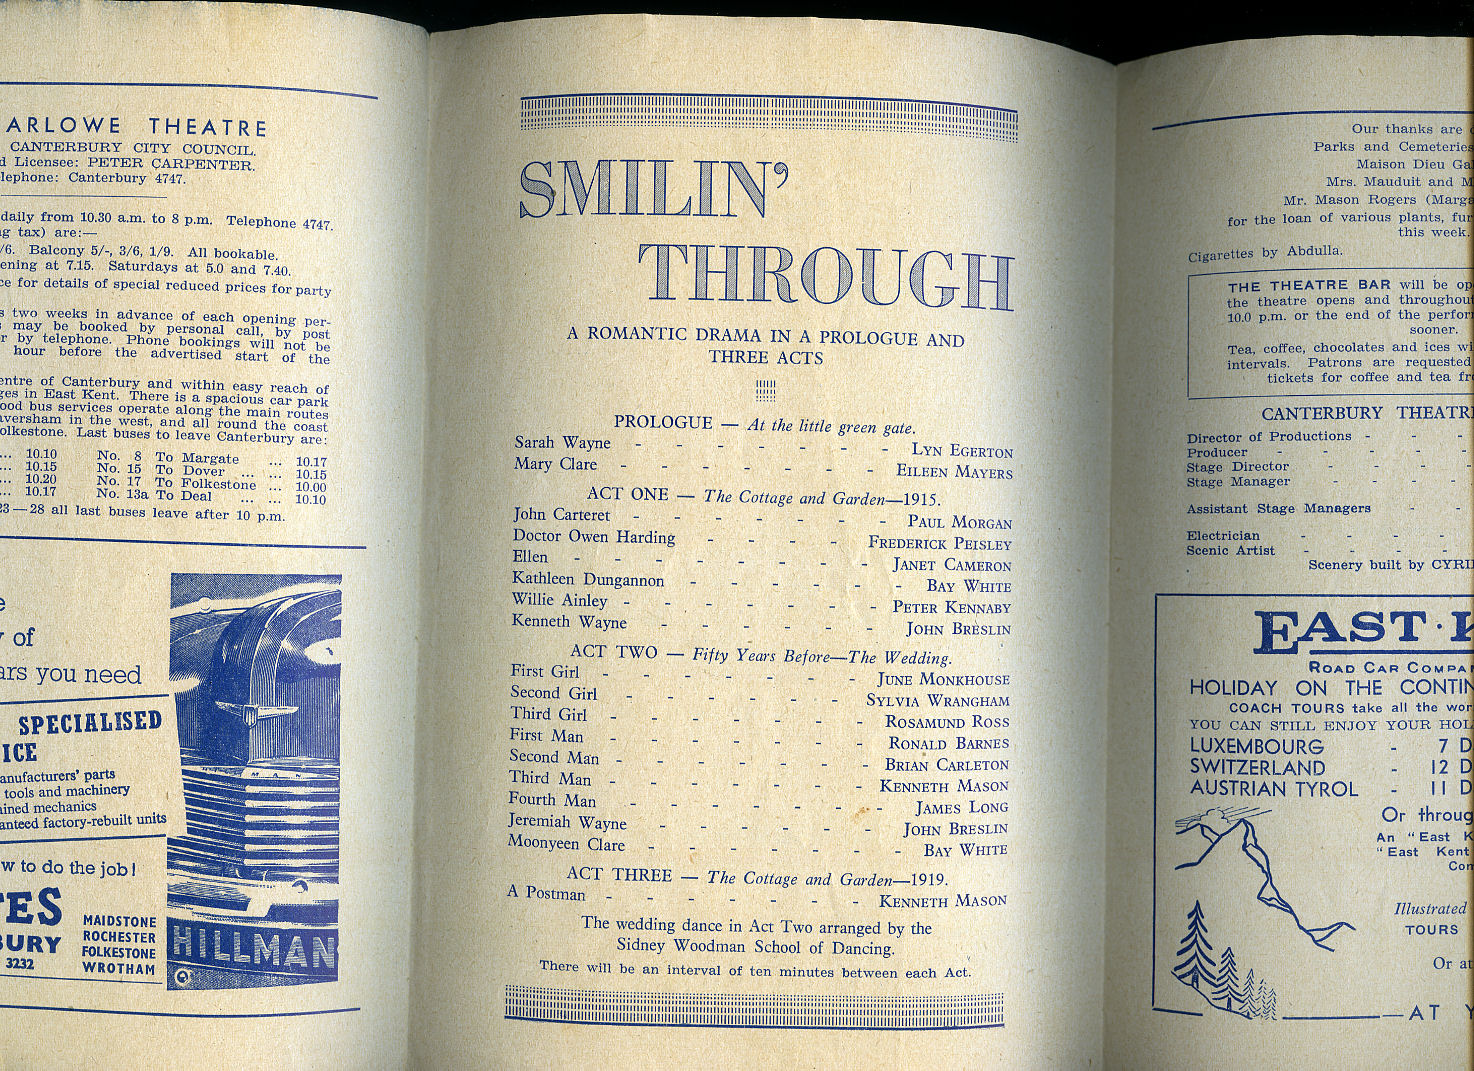 ARLOWE THEATRE
CANTERBURY CITY COUNCIL.
d Licensee: PETER CARPENTER.
lephone: Canterbury 4747.
daily from 10.30 a.m. to 8 p.m. Telephone 4747.
g tax) are:—
/6. Balcony 5/-, 3/6, 1/9. All bookable.
ening at 7.15. Saturdays at 5.0 and 7.40.
ce for details of special reduced prices for party
s two weeks in advance of each opening per-
s may be booked by personal call, by post
r by telephone. Phone bookings will not be
hour before the advertised start of the
entre of Canterbury and within easy reach of
ges in East Kent. There is a spacious car park
ood bus services operate along the main routes
aversham in the west, and all round the coast
olkestone. Last buses to leave Canterbury are:
... 10.10 No. 8 To Margate ... 10.17
... 10.15 No. 15 To Dover ... ... 10.15
... 10.20 No. 17 To Folkestone ... 10.00
... 10.17 No. 13a To Deal ... ... 10.10
23—28 all last buses leave after 10 p.m.
e
y of
ars you need
SPECIALISED
ICE
anufacturers' parts
tools and machinery
ained mechanics
anteed factory-rebuilt units
w to do the job!
TES
BURY
3232
MAIDSTONE
ROCHESTER
FOLKESTONE
WROTHAM
HILLMAN
SMILIN'
THROUGH
A ROMANTIC DRAMA IN A PROLOGUE AND
THREE ACTS
PROLOGUE — At the little green gate.
Sarah Wayne - - - - - - LYN EGERTON
Mary Clare - - - - - - EILEEN MAYERS
ACT ONE — The Cottage and Garden—1915.
John Carteret - - - - - - PAUL MORGAN
Doctor Owen Harding - - - - FREDERICK PEISLEY
Ellen - - - - - - - JANET CAMERON
Kathleen Dungannon - - - - - - BAY WHITE
Willie Ainley - - - - - - - PETER KENNABY
Kenneth Wayne - - - - - - JOHN BRESLIN
ACT TWO — Fifty Years Before—The Wedding.
First Girl - - - - - - - JUNE MONKHOUSE
Second Girl - - - - - - SYLVIA WRANGHAM
Third Girl - - - - - - ROSAMUND ROSS
First Man - - - - - - - RONALD BARNES
Second Man - - - - - - BRIAN CARLETON
Third Man - - - - - - KENNETH MASON
Fourth Man - - - - - - JAMES LONG
Jeremiah Wayne - - - - - - JOHN BRESLIN
Moonyeen Clare - - - - - - BAY WHITE
ACT THREE — The Cottage and Garden—1919.
A Postman - - - - - - - KENNETH MASON
The wedding dance in Act Two arranged by the
Sidney Woodman School of Dancing.
There will be an interval of ten minutes between each Act.
Our thanks are
Parks and Cemeteries
Maison Dieu Ga
Mrs. Mauduit and M
Mr. Mason Rogers (Marga
for the loan of various plants, fur
this week.
Cigarettes by Abdulla.
THE THEATRE BAR will be op
the theatre opens and throughout
10.0 p.m. or the end of the perfor
sooner.
Tea, coffee, chocolates and ices wi
intervals. Patrons are requested
tickets for coffee and tea fr
CANTERBURY THEATR
Director of Productions - - -
Producer - - - - -
Stage Director - - - -
Stage Manager - - - -
Assistant Stage Managers - -
Electrician - - - - -
Scenic Artist - - - -
Scenery built by CYRI
EAST·K
ROAD CAR COMPA
HOLIDAY ON THE CONTIN
COACH TOURS take all the wor
YOU CAN STILL ENJOY YOUR HOL
LUXEMBOURG - 7 D
SWITZERLAND - 12 D
AUSTRIAN TYROL - 11 D
Or throug
An "East K
"East Kent
Con
Illustrated
TOURS
Or at
—AT Y